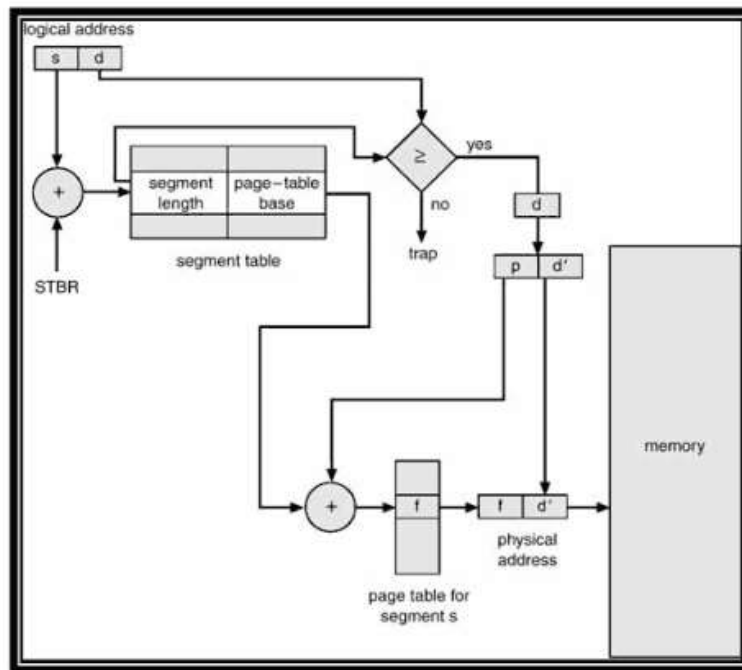 logical address
s d
+
STBR
segment length
page–table base
segment table
≥
yes
no
trap
d
p d'
+
f
page table for segment s
f d'
physical address
memory